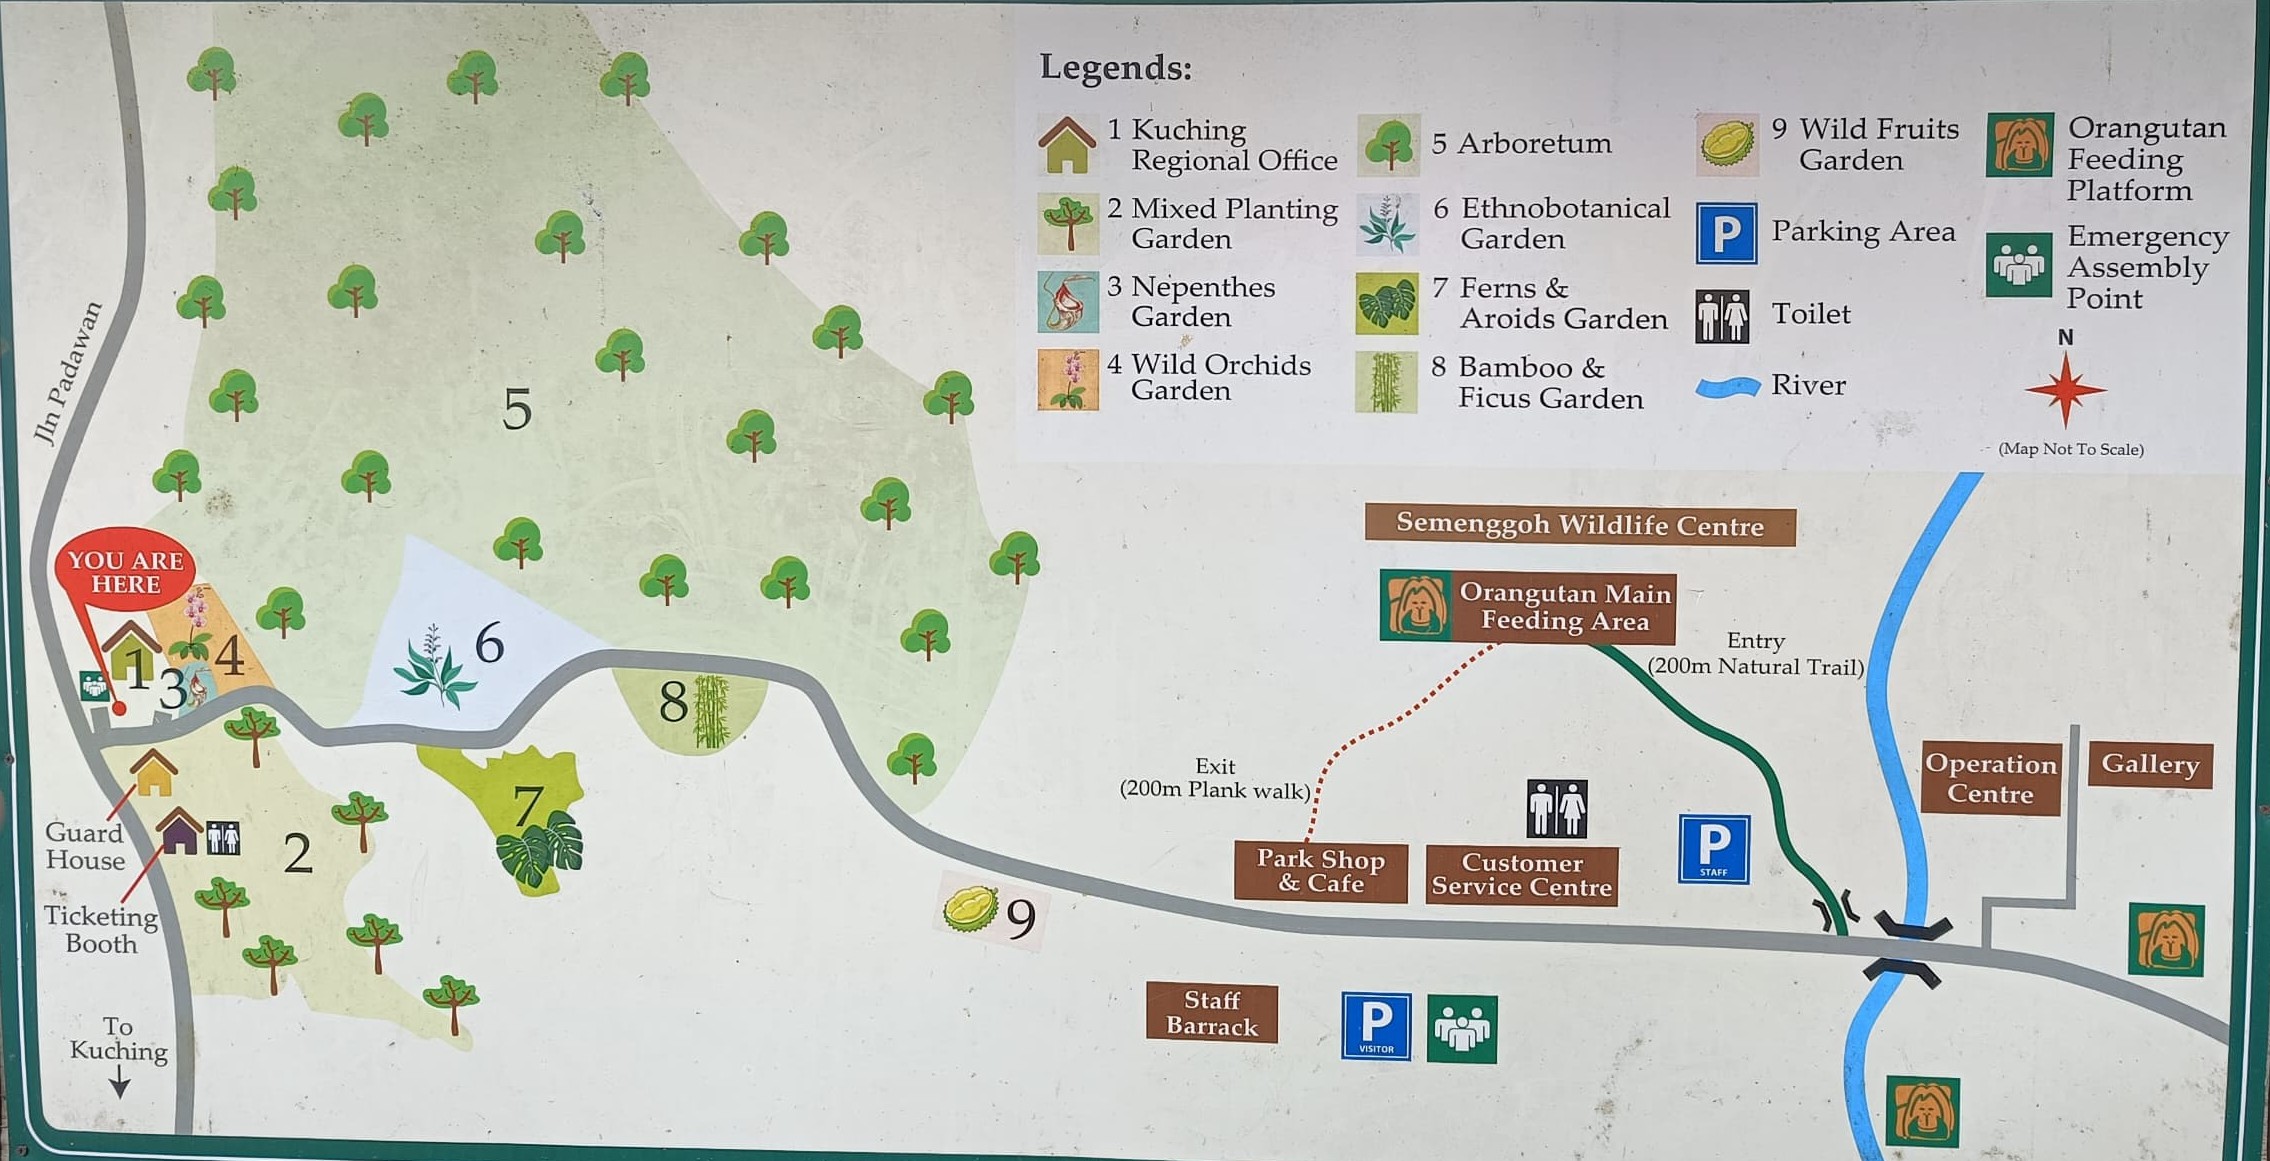 Legends:
1 Kuching
Regional Office
2 Mixed Planting
Garden
3 Nepenthes
Garden
4 Wild Orchids
Garden
5 Arboretum
6 Ethnobotanical
Garden
7 Ferns &
Aroids Garden
8 Bamboo &
Ficus Garden
9 Wild Fruits
Garden
P Parking Area
Toilet
River
Orangutan
Feeding
Platform
Emergency
Assembly
Point
N
(Map Not To Scale)
Jln Padawan
5
YOU ARE
HERE
1
3
4
6
8
7
2
9
Guard
House
Ticketing
Booth
To
Kuching
Semenggoh Wildlife Centre
Orangutan Main
Feeding Area
Entry
(200m Natural Trail)
Exit
(200m Plank walk)
Park Shop
& Cafe
Customer
Service Centre
P
STAFF
Operation
Centre
Gallery
Staff
Barrack
P
VISITOR